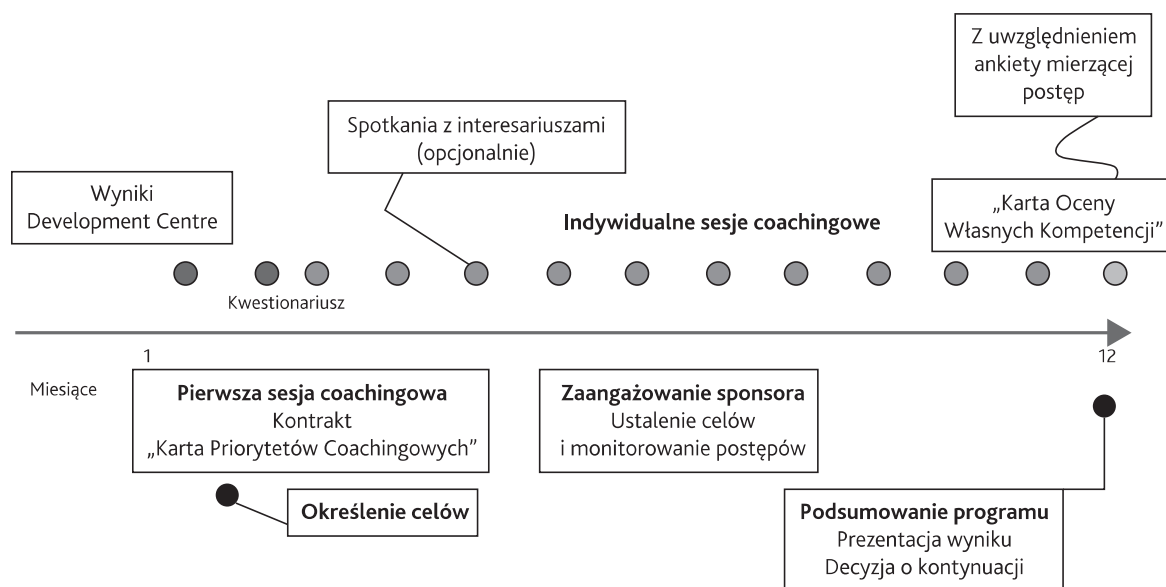 Z uwzględnieniem
ankiety mierzącej
postęp
Spotkania z interesariuszami
(opcjonalnie)
Wyniki
Development Centre
„Karta Oceny
Własnych Kompetencji”
Indywidualne sesje coachingowe
Kwestionariusz
1
12
Miesiące
Pierwsza sesja coachingowa
Kontrakt
„Karta Priorytetów Coachingowych”
Zaangażowanie sponsora
Ustalenie celów
i monitorowanie postępów
Określenie celów
Podsumowanie programu
Prezentacja wyniku
Decyzja o kontynuacji